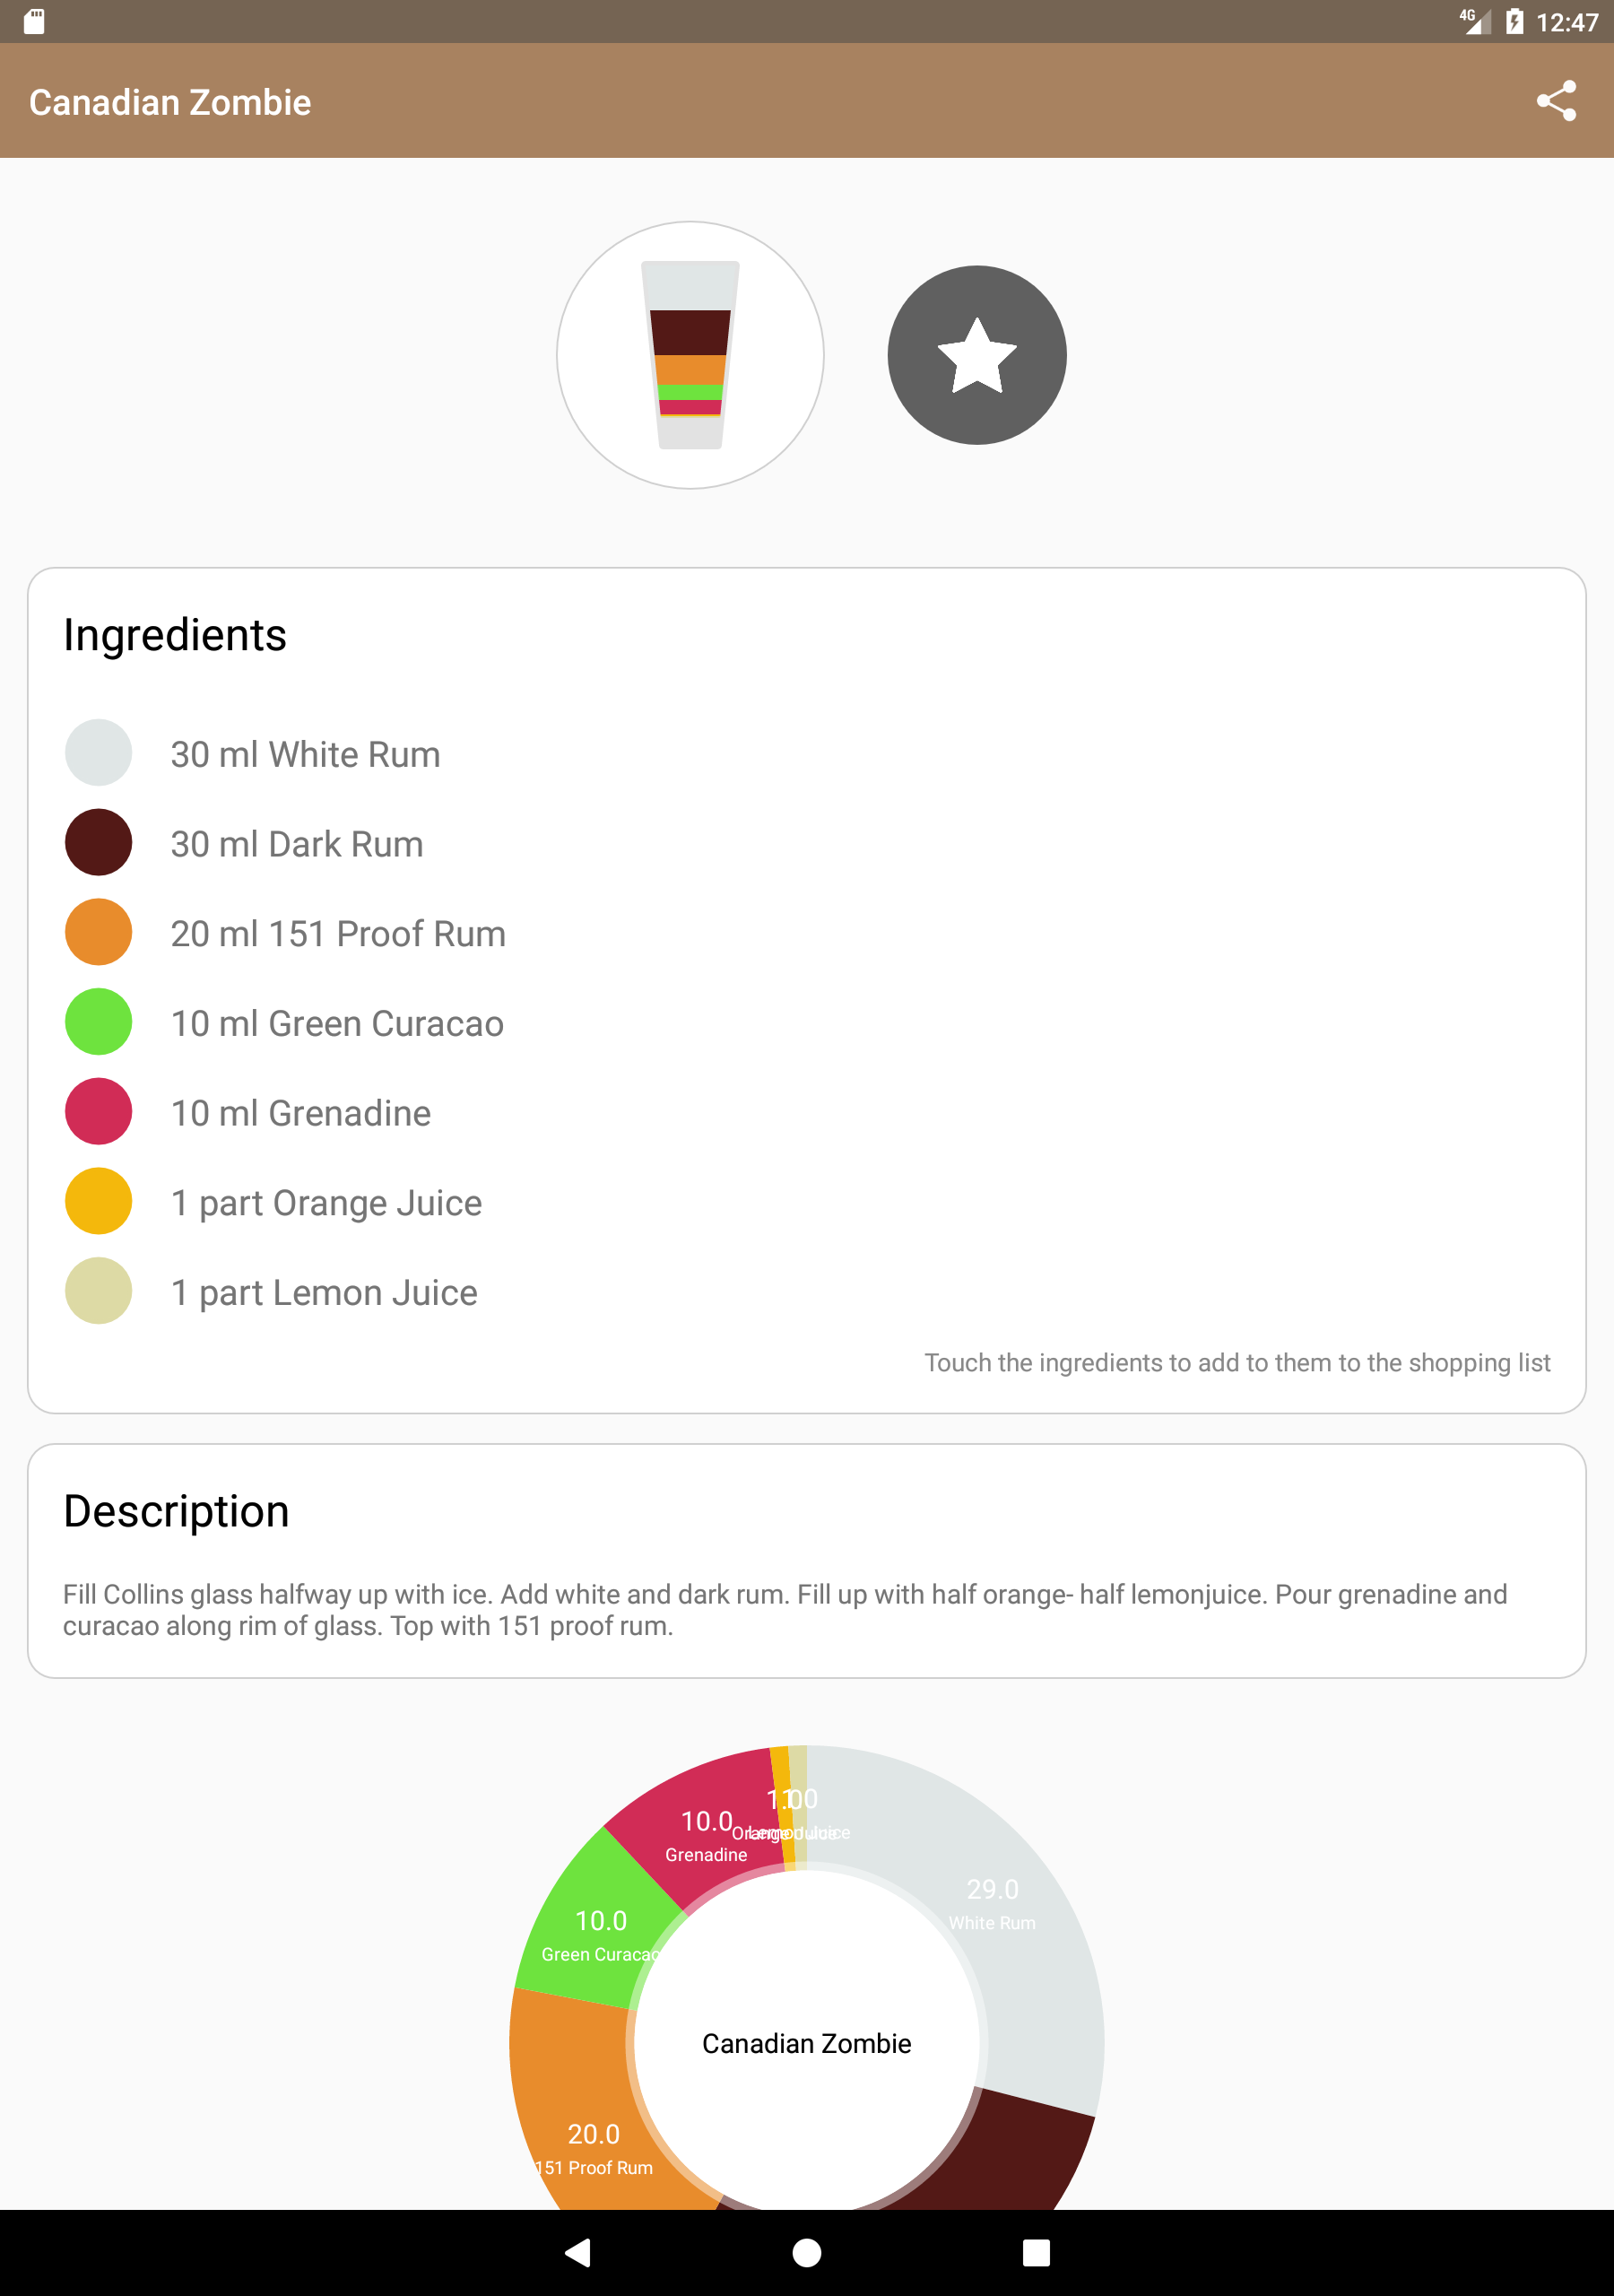 4G 12:47
Canadian Zombie
Ingredients
30 ml White Rum
30 ml Dark Rum
20 ml 151 Proof Rum
10 ml Green Curacao
10 ml Grenadine
1 part Orange Juice
1 part Lemon Juice
Touch the ingredients to add to them to the shopping list
Description
Fill Collins glass halfway up with ice. Add white and dark rum. Fill up with half orange- half lemonjuice. Pour grenadine and
curacao along rim of glass. Top with 151 proof rum.
10.0
Grenadine
Orange Juice
Lemon Juice
29.0
White Rum
10.0
Green Curacao
Canadian Zombie
20.0
151 Proof Rum